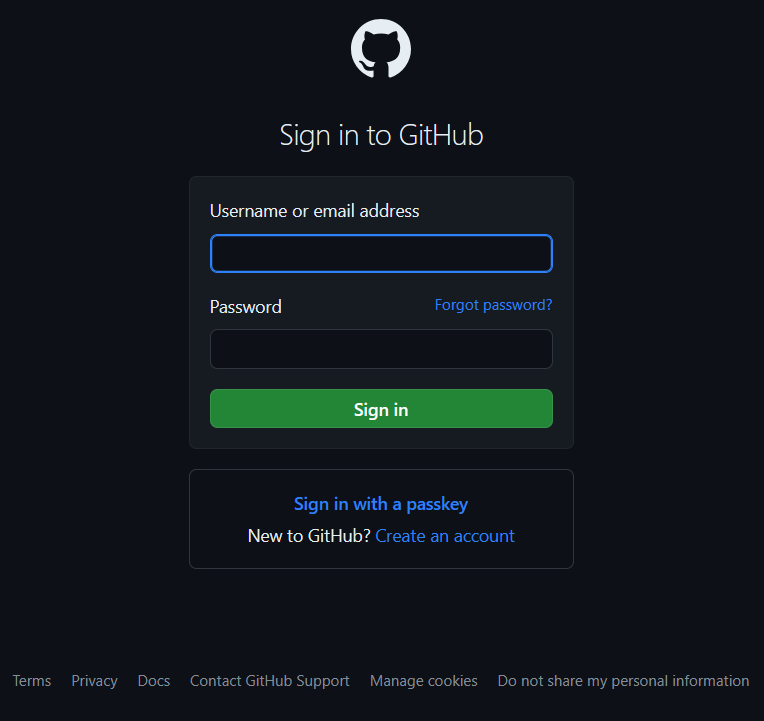 Sign in to GitHub
Username or email address
Password Forgot password?
Sign in
Sign in with a passkey
New to GitHub? Create an account
Terms Privacy Docs Contact GitHub Support Manage cookies Do not share my personal information